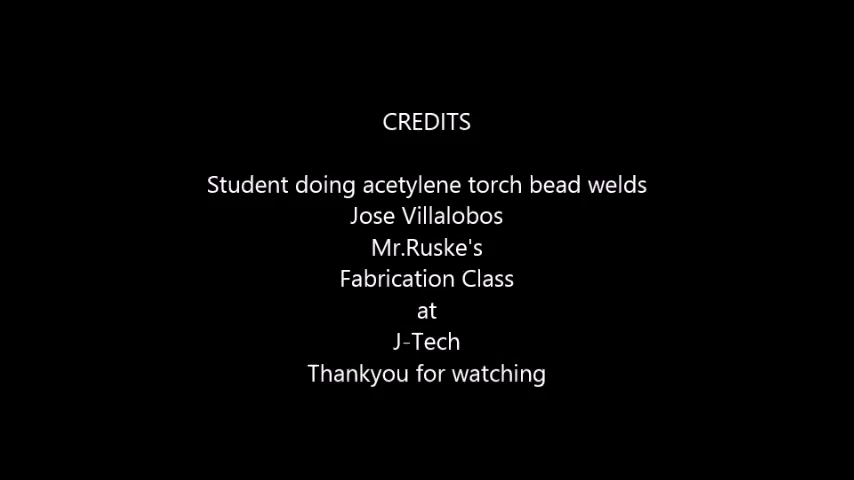 CREDITS
Student doing acetylene torch bead welds
Jose Villalobos
Mr.Ruske's
Fabrication Class
at
J-Tech
Thankyou for watching